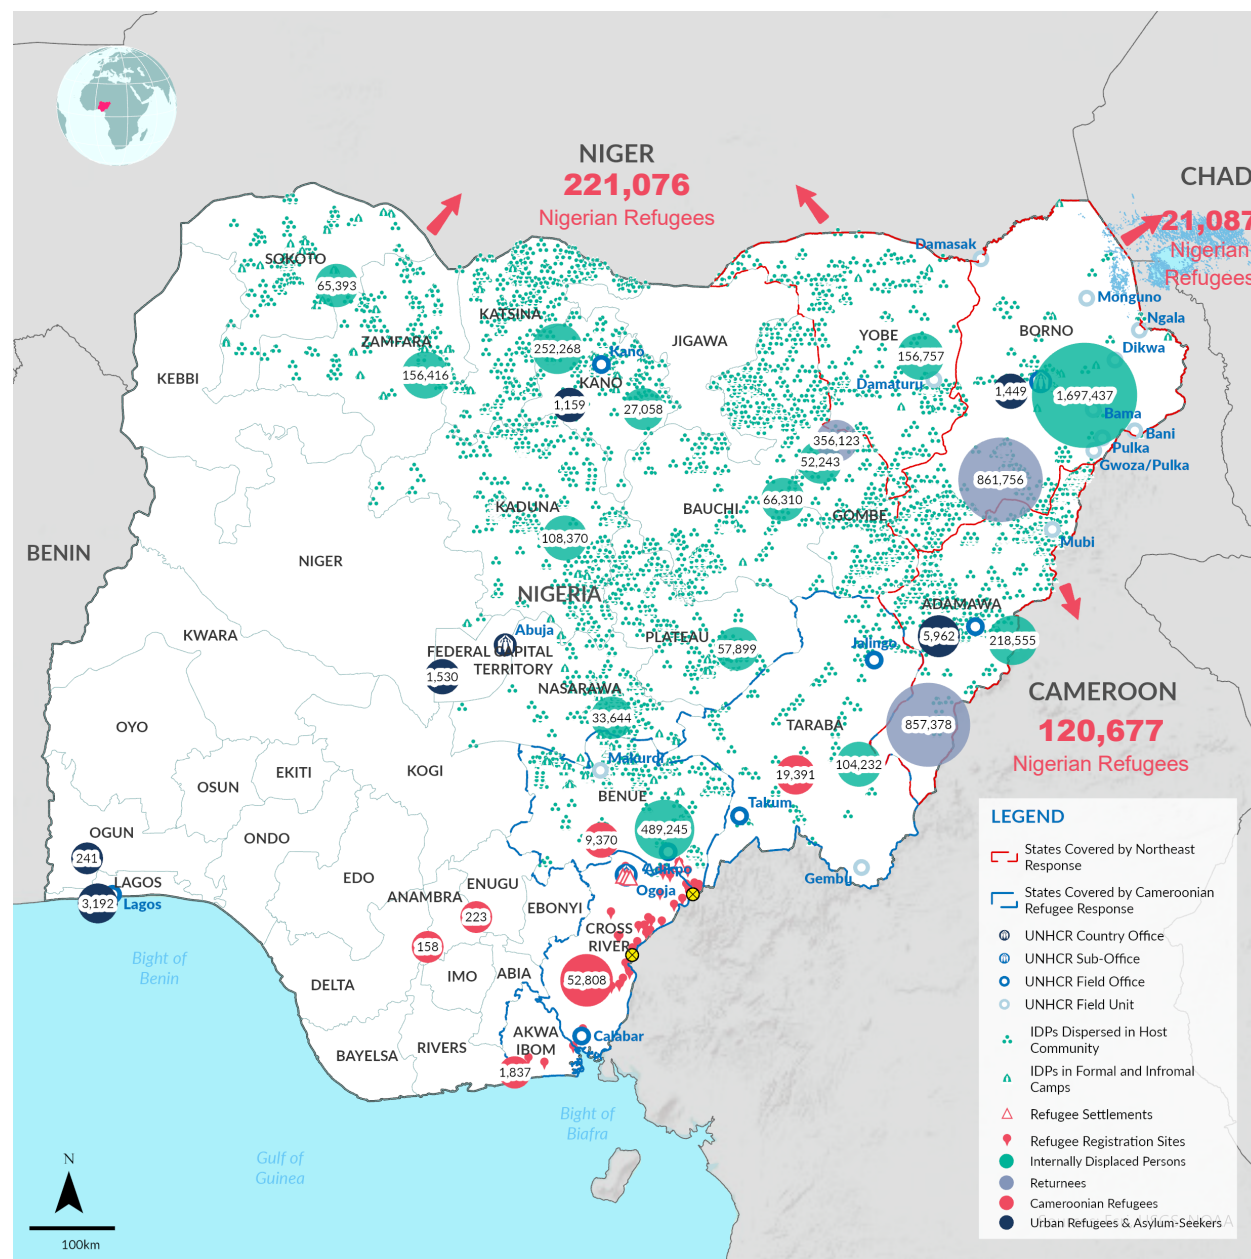 NIGER
221,076
Nigerian Refugees
CHAD
21,087
Nigerian
Refugees
Damasak
SOKOTO
65,393
Monguno
KATSINA
Ngala
ZAMFARA
JIGAWA
YOBE
BORNO
252,268
Kano
156,757
Dikwa
KEBBI
156,416
KANO
Damaturu
1,449
1,697,437
1,159
27,058
Bama
Bani
356,123
Pulka
52,243
Gwoza/Pulka
861,756
66,310
KADUNA
BAUCHI
GOMBE
108,370
Mubi
BENIN
NIGER
NIGERIA
ADAMAWA
Abuja
KWARA
PLATEAU
5,962
218,555
57,899
Jalingo
FEDERAL CAPITAL
TERRITORY
1,530
NASARAWA
CAMEROON
120,677
Nigerian Refugees
33,644
OYO
TARABA
857,378
Makurdi
KOGI
EKITI
104,232
19,391
OSUN
BENUE
Takum
489,245
OGUN
ONDO
9,370
241
Adikpo
LAGOS
EDO
ENUGU
Gembu
Ogoja
ANAMBRA
3,192
Lagos
EBONYI
223
CROSS
RIVER
158
Bight of
Benin
IMO
ABIA
52,808
DELTA
AKWA
IBOM
Calabar
BAYELSA
RIVERS
1,837
Bight of
Biafra
Gulf of
Guinea
N
100km
LEGEND
States Covered by Northeast
Response
States Covered by Cameroonian
Refugee Response
UNHCR Country Office
UNHCR Sub-Office
UNHCR Field Office
UNHCR Field Unit
IDPs Dispersed in Host
Community
IDPs in Formal and Infromal
Camps
Refugee Settlements
Refugee Registration Sites
Internally Displaced Persons
Returnees
Cameroonian Refugees
Urban Refugees & Asylum-Seekers